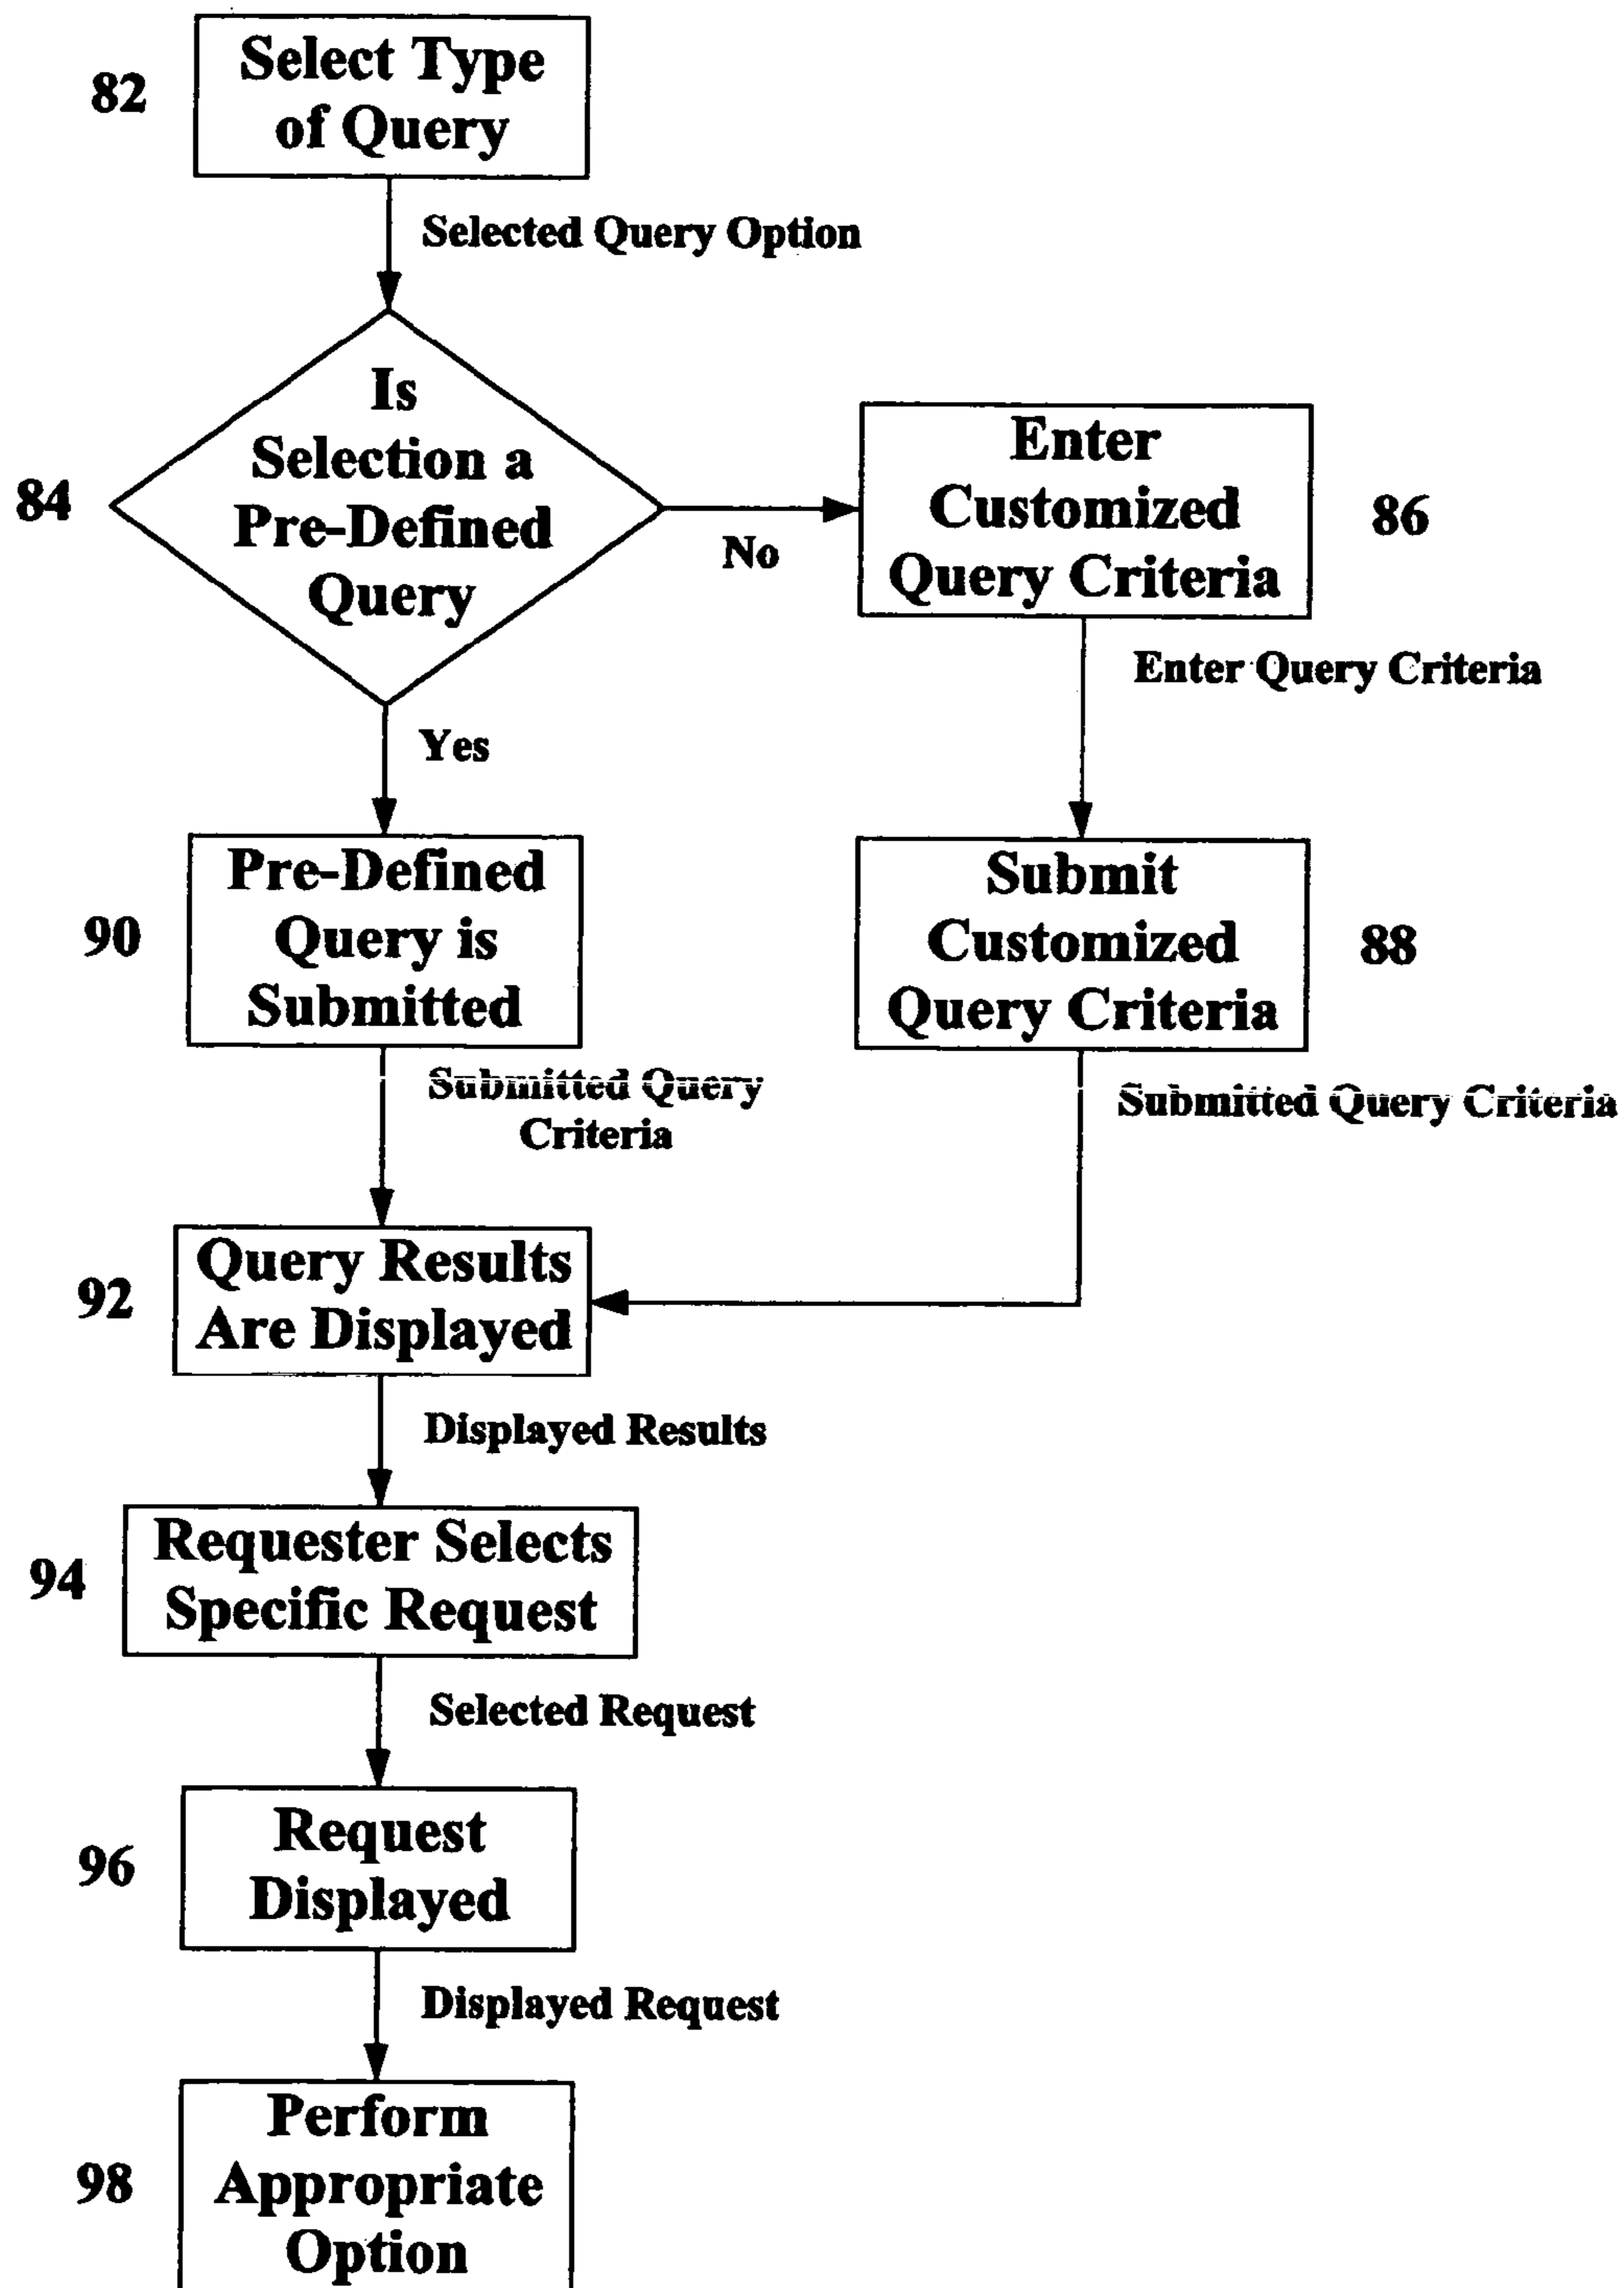 82
Select Type
of Query
Selected Query Option
84
Is
Selection a
Pre-Defined
Query
No
Enter
Customized
Query Criteria
86
Enter Query Criteria
Yes
90
Pre-Defined
Query is
Submitted
Submit
Customized
Query Criteria
88
Submitted Query
Criteria
Submitted Query Criteria
92
Query Results
Are Displayed
Displayed Results
94
Requester Selects
Specific Request
Selected Request
96
Request
Displayed
Displayed Request
98
Perform
Appropriate
Option